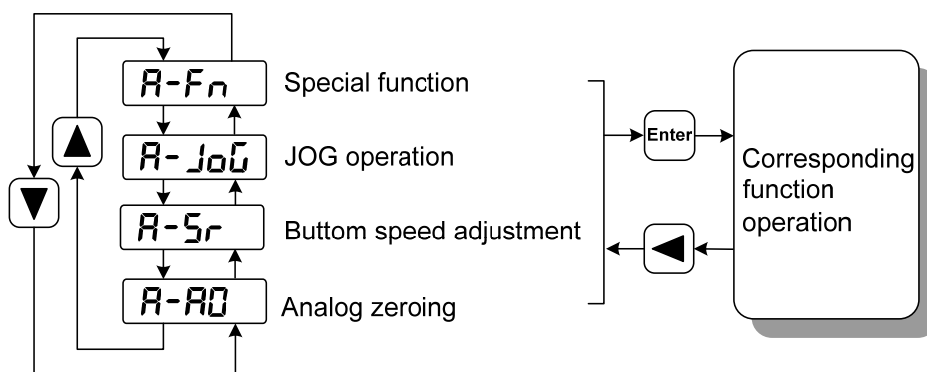 A-Fn Special function
A-JoG JOG operation
A-Sr Buttom speed adjustment
A-A0 Analog zeroing
Enter
Corresponding
function
operation